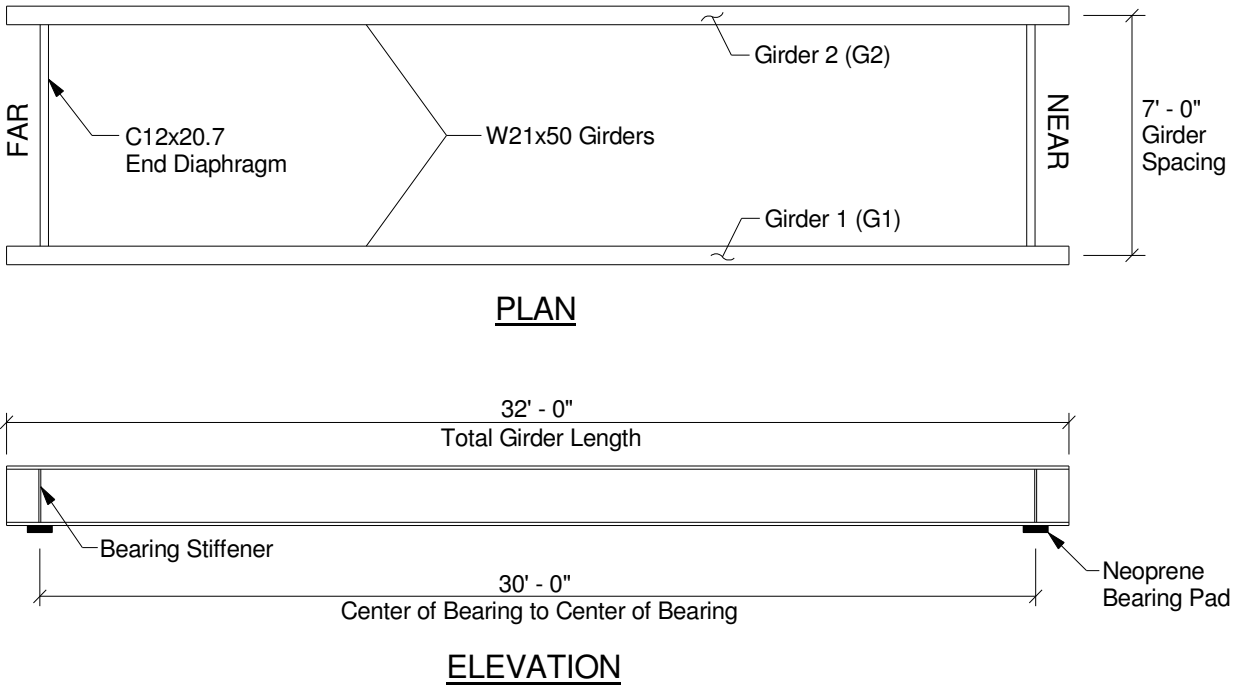 Girder 2 (G2)
FAR
C12x20.7
End Diaphragm
W21x50 Girders
NEAR
7' - 0"
Girder
Spacing
Girder 1 (G1)
PLAN
32' - 0"
Total Girder Length
Bearing Stiffener
30' - 0"
Center of Bearing to Center of Bearing
Neoprene
Bearing Pad
ELEVATION